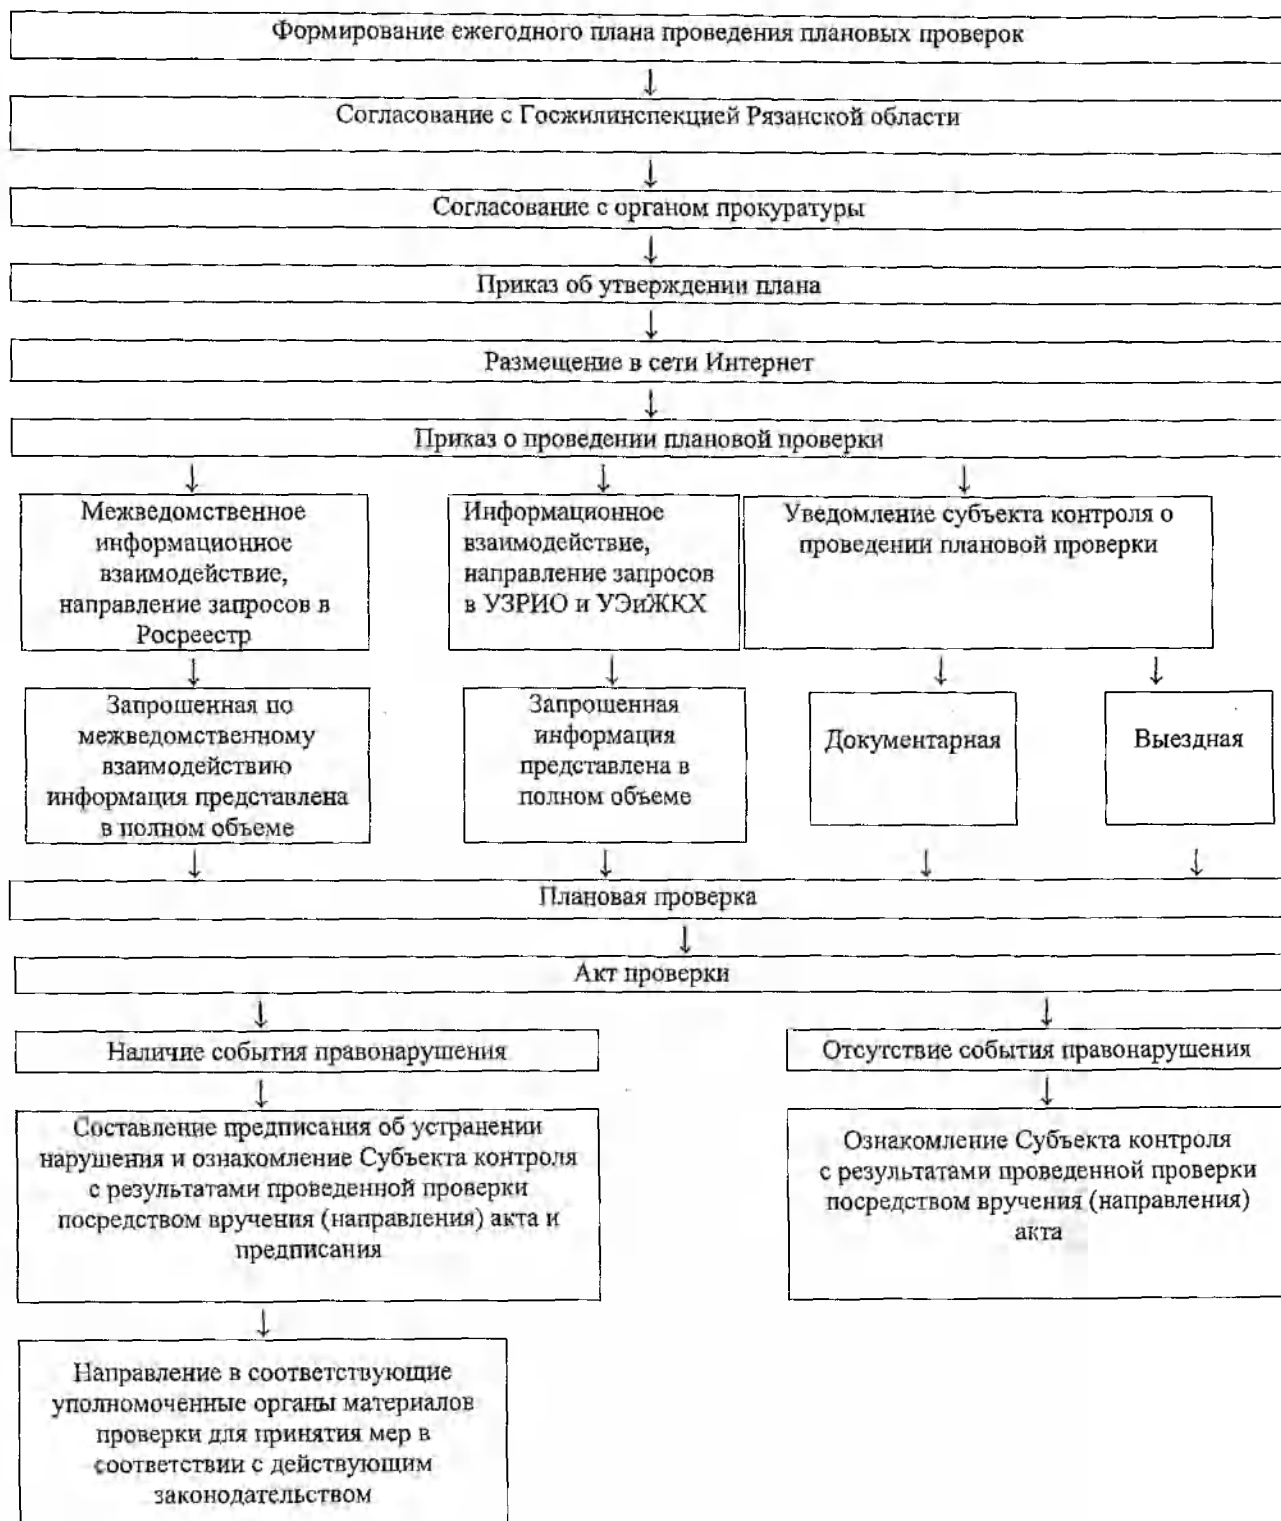 Формирование ежегодного плана проведения плановых проверок
Согласование с Госжилинспекцией Рязанской области
Согласование с органом прокуратуры
Приказ об утверждении плана
Размещение в сети Интернет
Приказ о проведении плановой проверки
Межведомственное
информационное
взаимодействие,
направление запросов в
Росреестр
Информационное
взаимодействие,
направление запросов
в УЗРИО и УЭиЖКХ
Уведомление субъекта контроля о
проведении плановой проверки
Запрошенная по
межведомственному
взаимодействию
информация представлена
в полном объеме
Запрошенная
информация
представлена в
полном объеме
Документарная
Выездная
Плановая проверка
Акт проверки
Наличие события правонарушения
Отсутствие события правонарушения
Составление предписания об устранении
нарушения и ознакомление Субъекта контроля
с результатами проведенной проверки
посредством вручения (направления) акта и
предписания
Ознакомление Субъекта контроля
с результатами проведенной проверки
посредством вручения (направления)
акта
Направление в соответствующие
уполномоченные органы материалов
проверки для принятия мер в
соответствии с действующим
законодательством